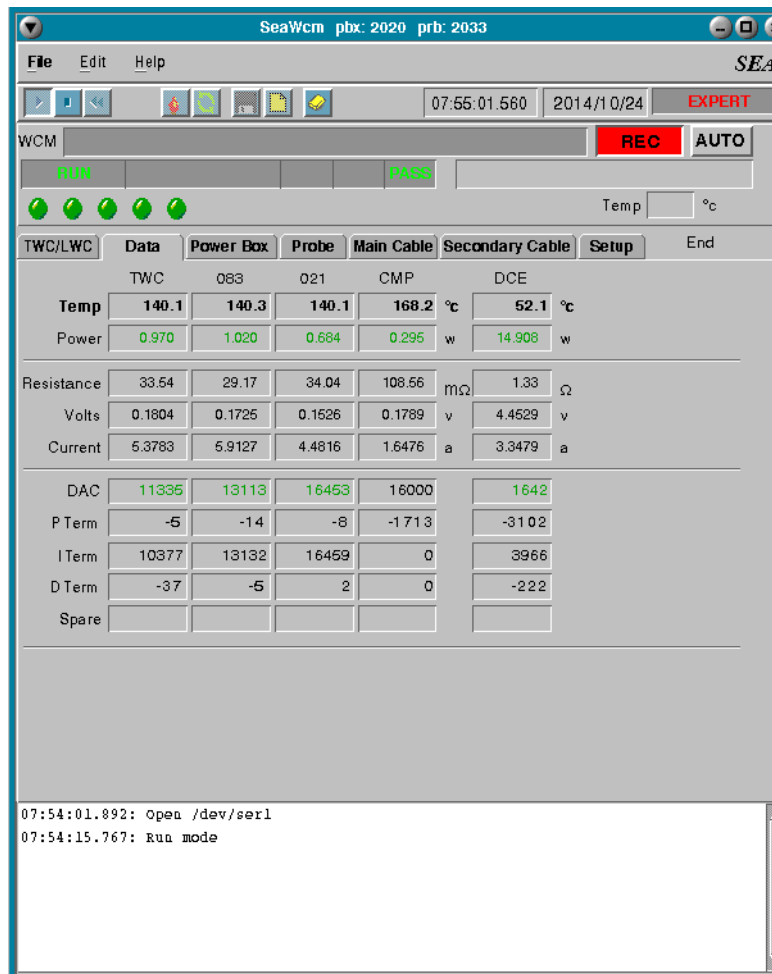 SeaWcm pbx: 2020 prb: 2033
File Edit Help SEA
07:55:01.560 2014/10/24 EXPERT
WCM REC AUTO
RUN PASS
Temp °c
TWC/LWC Data Power Box Probe Main Cable Secondary Cable Setup End
TWC 083 021 CMP DCE
Temp 140.1 140.3 140.1 168.2 °c 52.1 °c
Power 0.970 1.020 0.684 0.295 w 14.908 w
Resistance 33.54 29.17 34.04 108.56 mΩ 1.33 Ω
Volts 0.1804 0.1725 0.1526 0.1789 v 4.4529 v
Current 5.3783 5.9127 4.4816 1.6476 a 3.3479 a
DAC 11335 13113 16453 16000 1642
P Term -5 -14 -8 -1713 -3102
I Term 10377 13132 16459 0 3966
D Term -37 -5 2 0 -222
Spare
07:54:01.892: Open /dev/ser1
07:54:15.767: Run mode